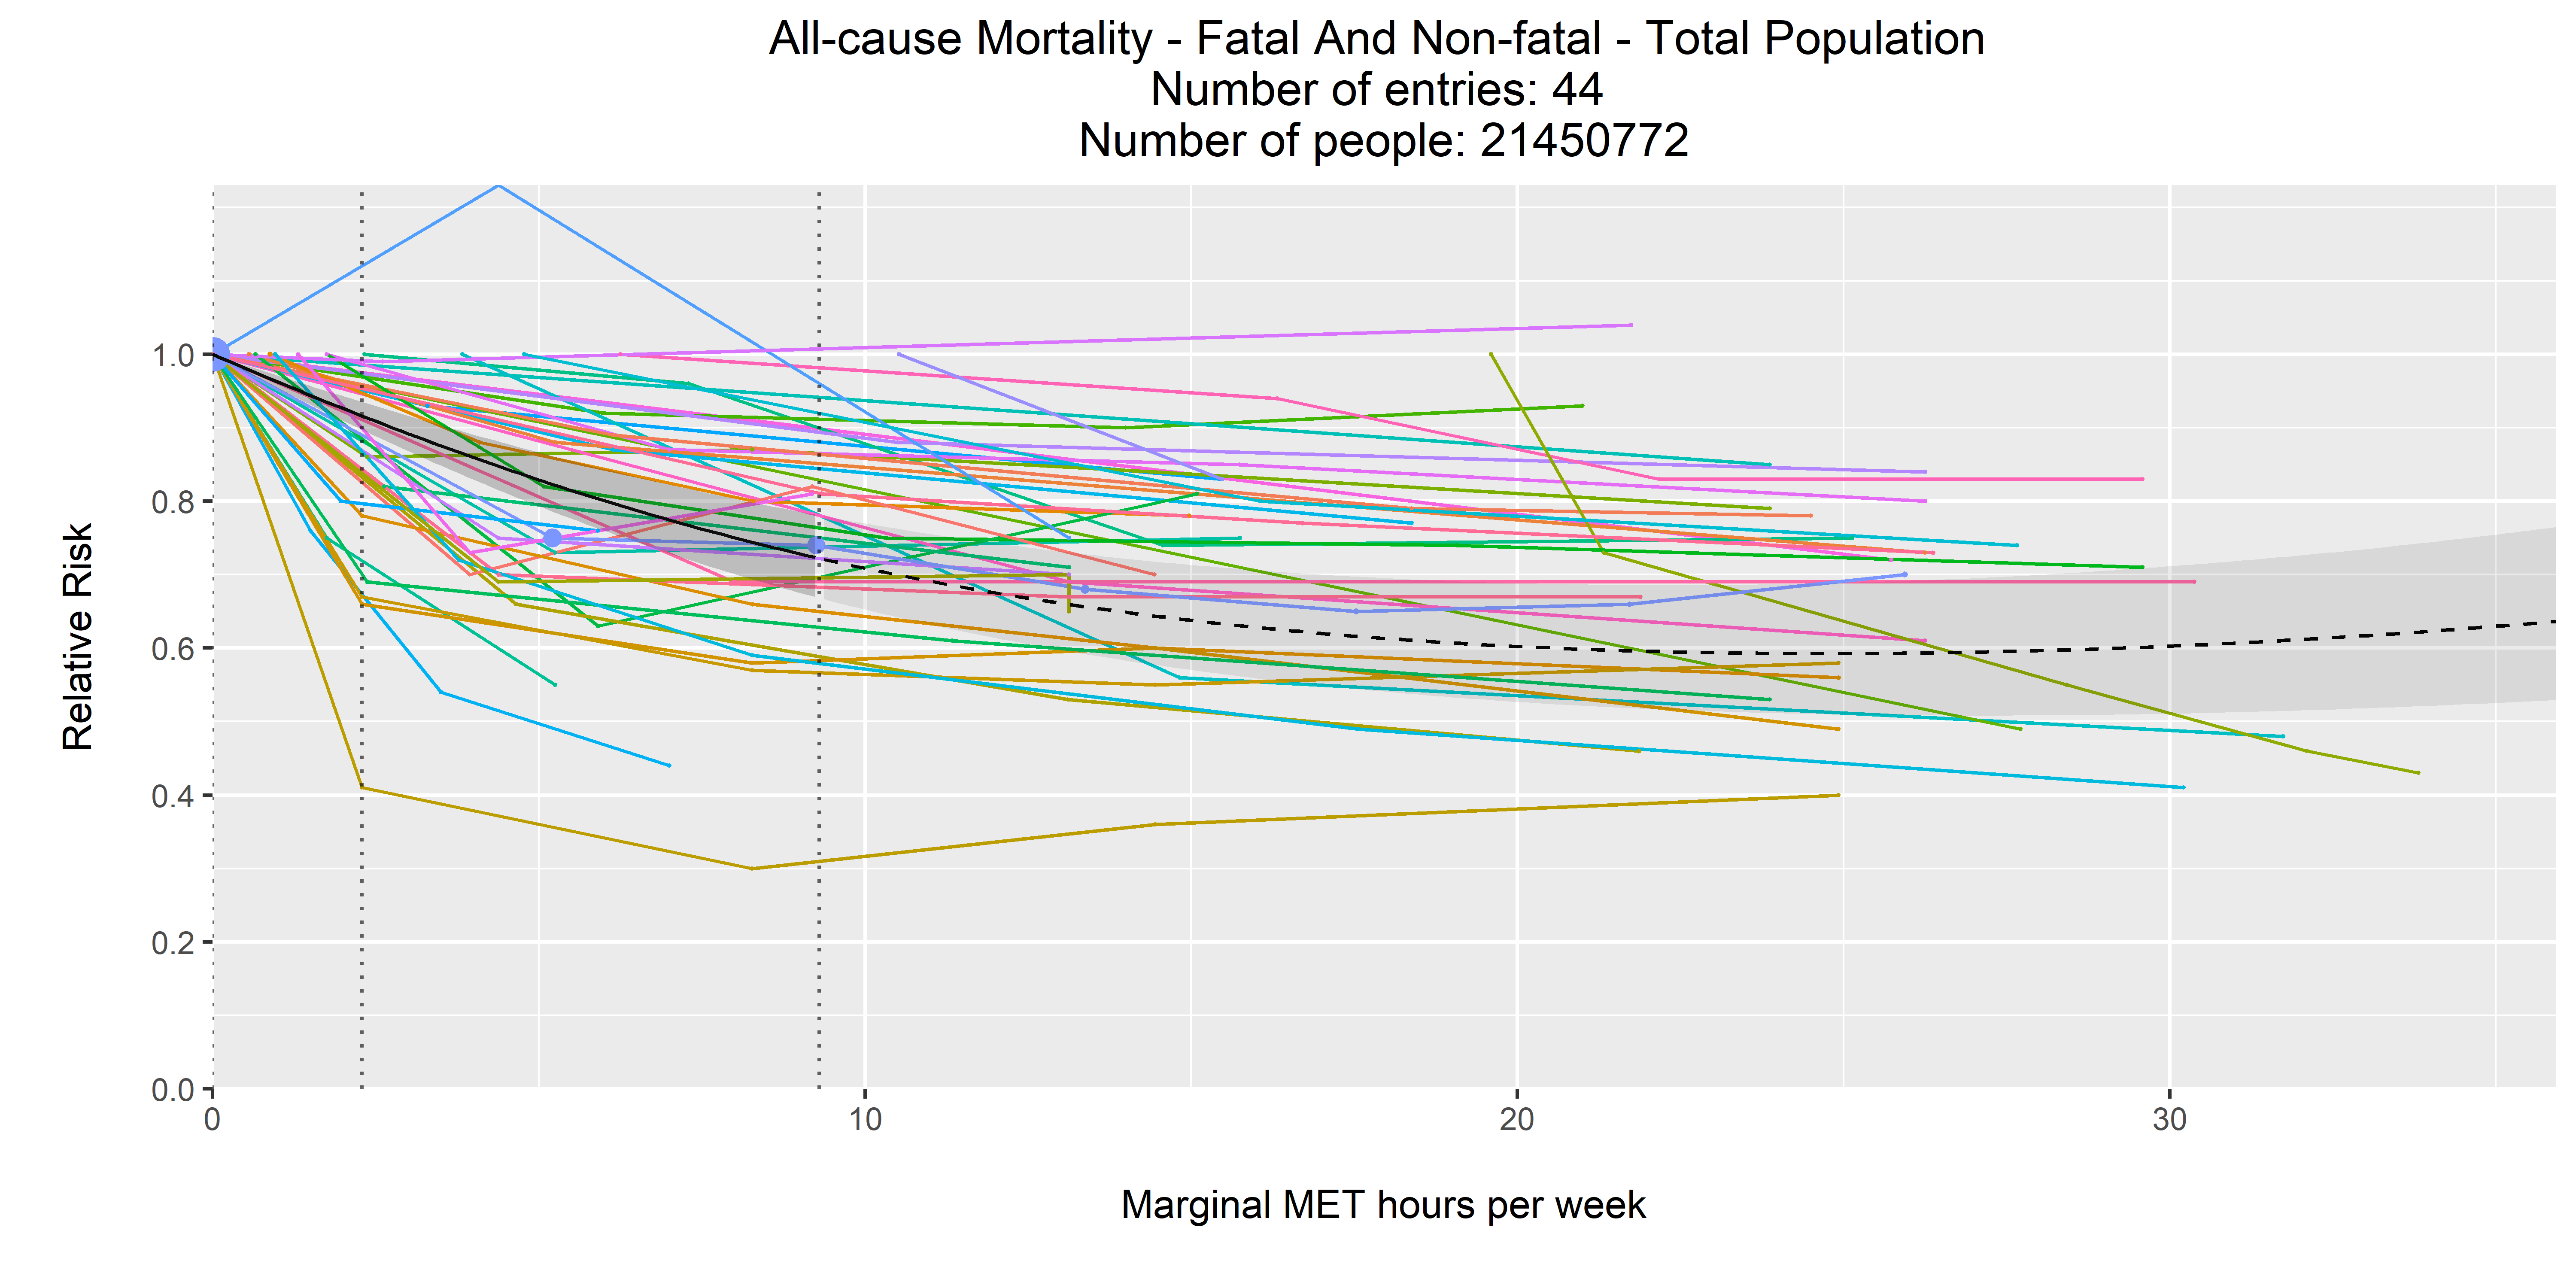 All-cause Mortality - Fatal And Non-fatal - Total Population
Number of entries: 44
Number of people: 21450772
Relative Risk
1.0
0.8
0.6
0.4
0.2
0.0
0 10 20 30
Marginal MET hours per week